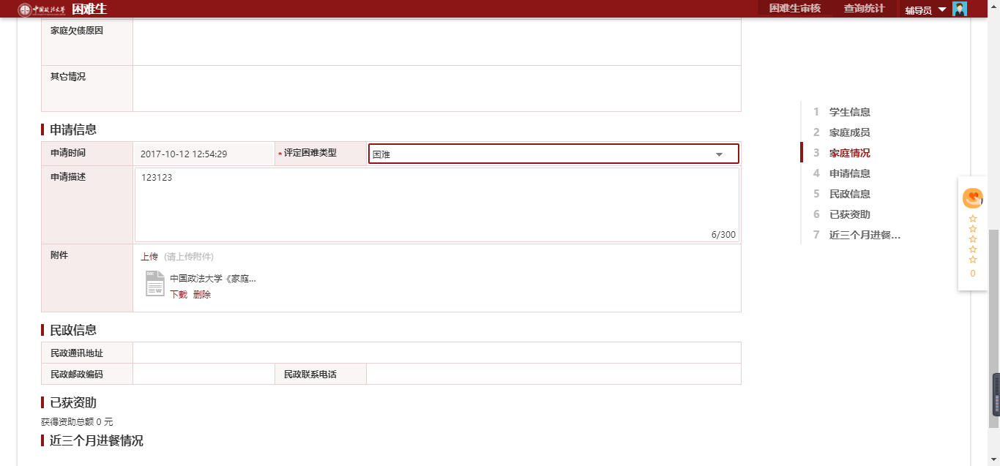 中国政法大学 困难生 困难生审核 查询统计 辅导员
家庭欠债原因
其它情况
申请信息
申请时间 2017-10-12 12:54:29 *评定困难类型 困难
申请描述 123123
6/300
附件 上传 (请上传附件)
DOC
W
中国政法大学《家庭...
下载 删除
民政信息
民政通讯地址
民政邮政编码 民政联系电话
已获资助
获得资助总额 0 元
近三个月进餐情况
1 学生信息
2 家庭成员
3 家庭情况
4 申请信息
5 民政信息
6 已获资助
7 近三个月进餐...
0